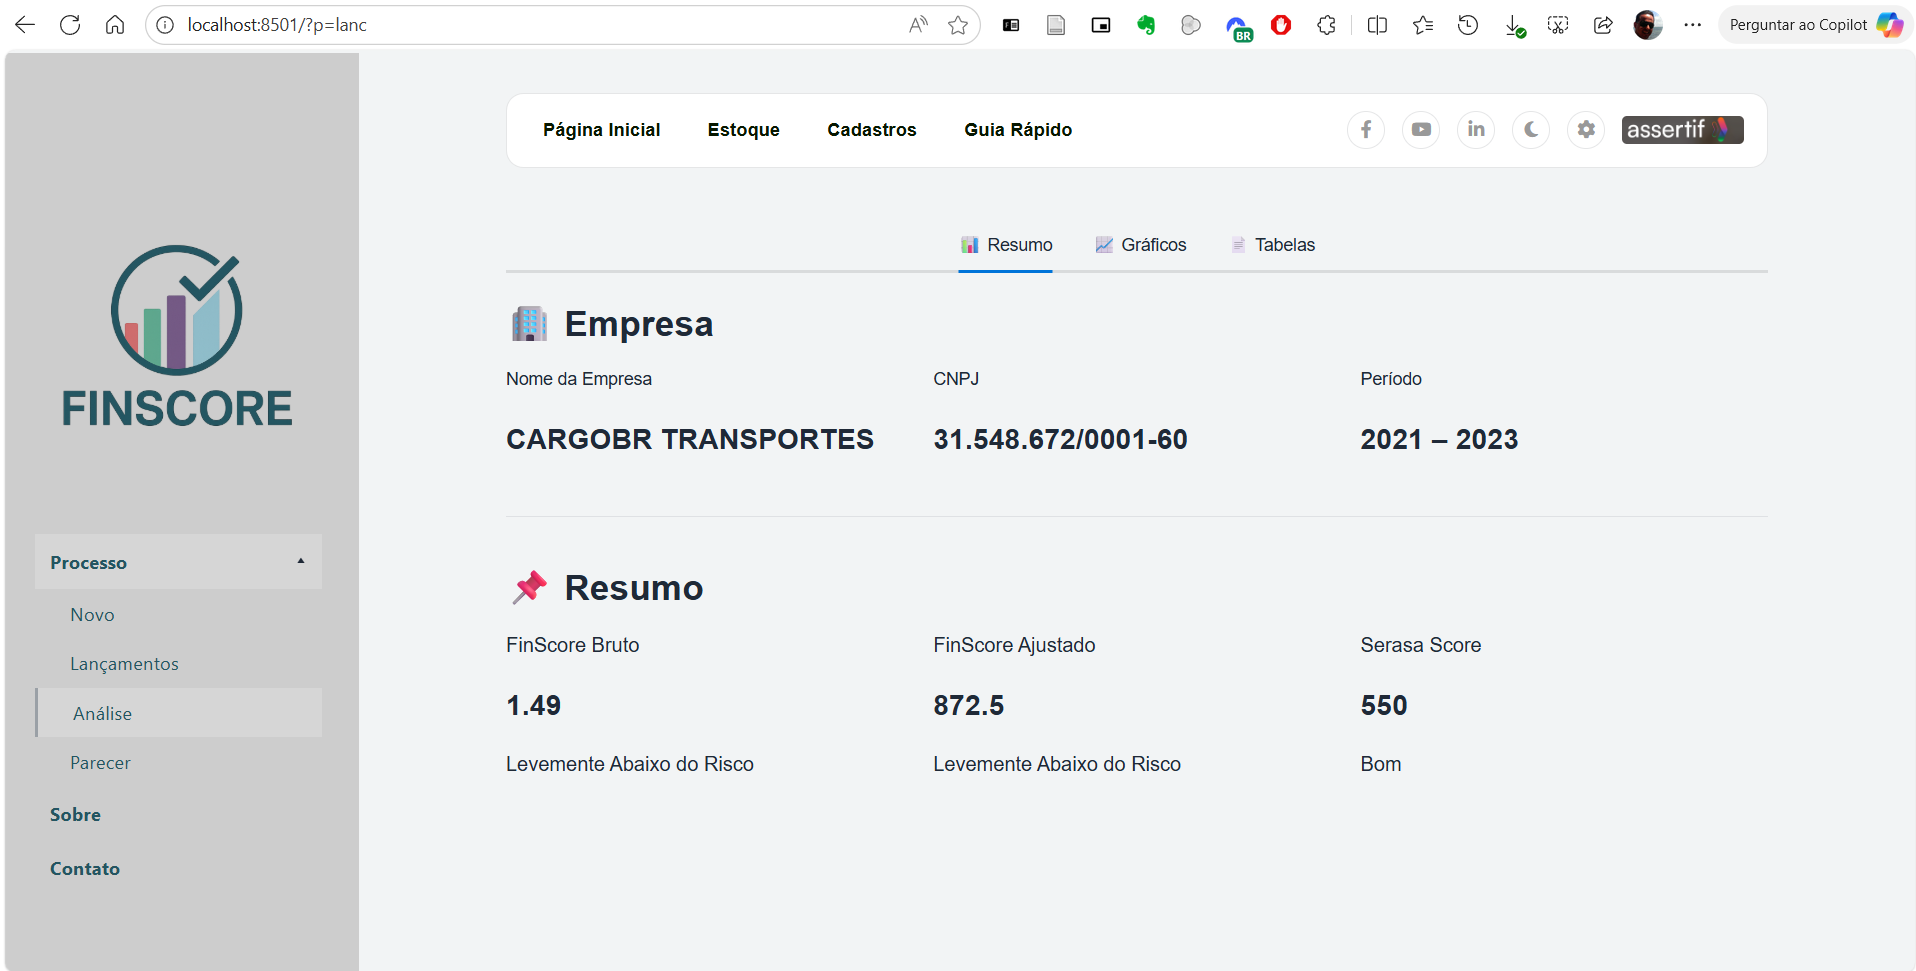 localhost:8501/?p=lanc
BR
Perguntar ao Copilot
Página Inicial Estoque Cadastros Guia Rápido
assertif
FINSCORE
Processo
Novo
Lançamentos
Análise
Parecer
Sobre
Contato
Resumo Gráficos Tabelas
Empresa
Nome da Empresa CNPJ Período
CARGOBR TRANSPORTES 31.548.672/0001-60 2021 – 2023
Resumo
FinScore Bruto FinScore Ajustado Serasa Score
1.49 872.5 550
Levemente Abaixo do Risco Levemente Abaixo do Risco Bom